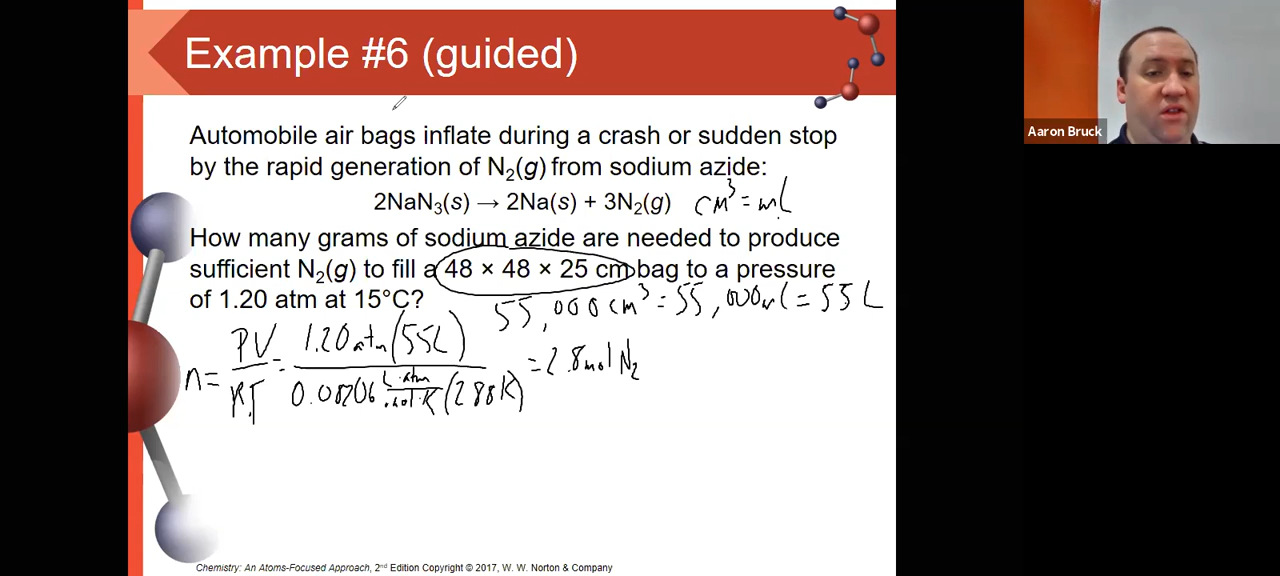 Example #6 (guided)
Aaron Bruck
Automobile air bags inflate during a crash or sudden stop
by the rapid generation of N₂(g) from sodium azide:
2NaN₃(s) → 2Na(s) + 3N₂(g) cm³ = mL
How many grams of sodium azide are needed to produce
sufficient N₂(g) to fill a 48 × 48 × 25 cm bag to a pressure
of 1.20 atm at 15°C?
55,000 cm³ = 55,000 mL = 55 L
n = PV/RT = 1.20 atm (55L) / 0.08206 L·atm/mol·K (288K) = 2.8 mol N₂
Chemistry: An Atoms-Focused Approach, 2nd Edition Copyright © 2017, W. W. Norton & Company